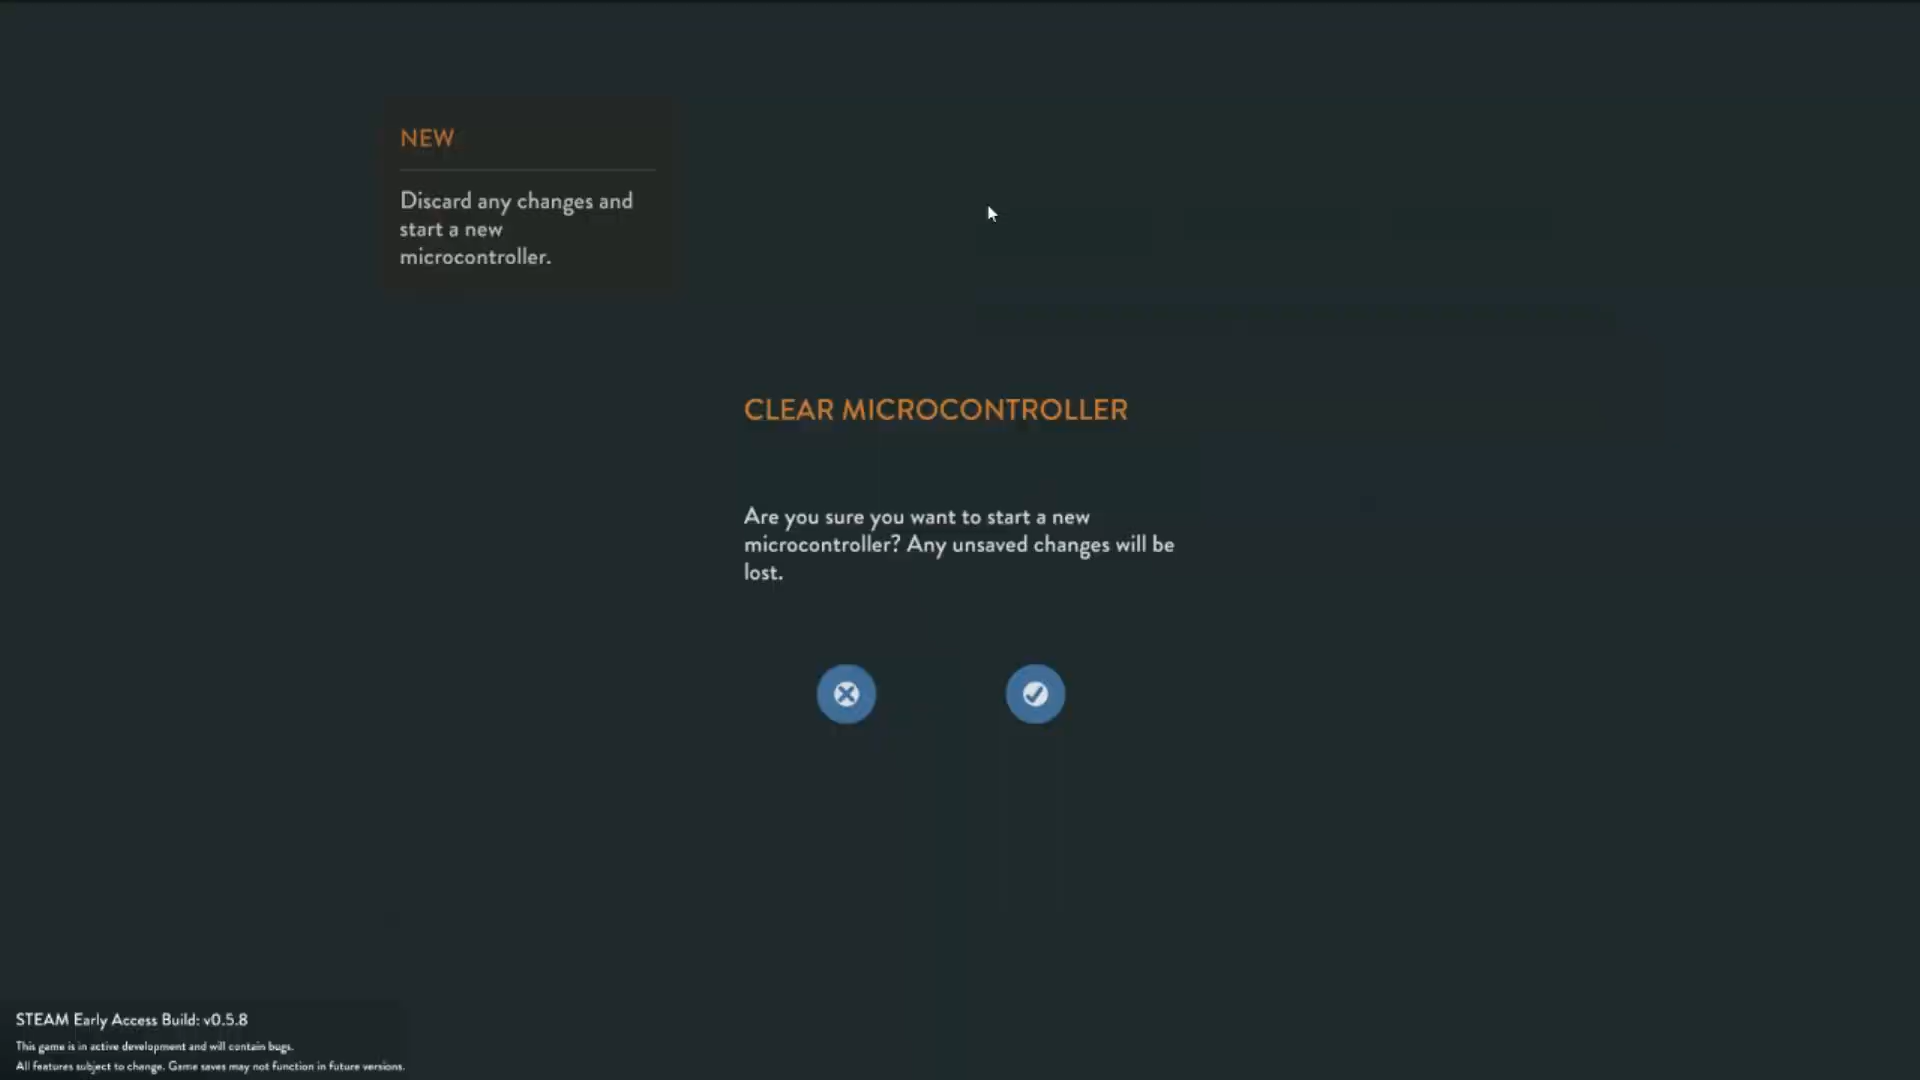 NEW
Discard any changes and
start a new
microcontroller.
CLEAR MICROCONTROLLER
Are you sure you want to start a new
microcontroller? Any unsaved changes will be
lost.
STEAM Early Access Build: v0.5.8
This game is in active development and will contain bugs.
All features subject to change. Game saves may not function in future versions.